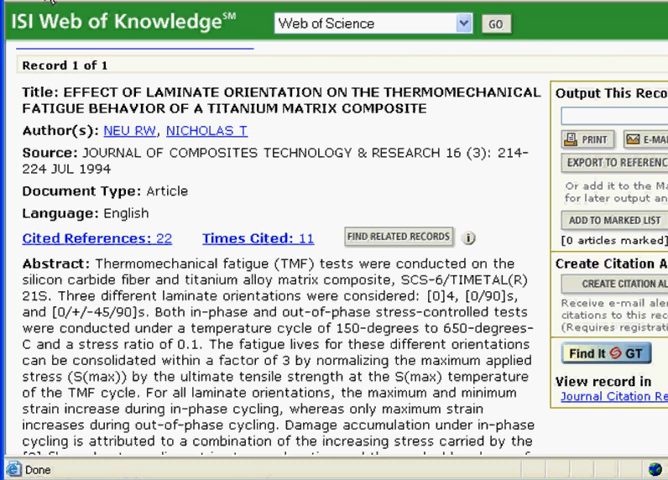 ISI Web of Knowledge℠ Web of Science GO
Record 1 of 1
Title: EFFECT OF LAMINATE ORIENTATION ON THE THERMOMECHANICAL
FATIGUE BEHAVIOR OF A TITANIUM MATRIX COMPOSITE
Author(s): NEU RW, NICHOLAS T
Source: JOURNAL OF COMPOSITES TECHNOLOGY & RESEARCH 16 (3): 214-
224 JUL 1994
Document Type: Article
Language: English
Cited References: 22 Times Cited: 11 FIND RELATED RECORDS i
Abstract: Thermomechanical fatigue (TMF) tests were conducted on the
silicon carbide fiber and titanium alloy matrix composite, SCS-6/TIMETAL(R)
21S. Three different laminate orientations were considered: [0]4, [0/90]s,
and [0/+/-45/90]s. Both in-phase and out-of-phase stress-controlled tests
were conducted under a temperature cycle of 150-degrees to 650-degrees-
C and a stress ratio of 0.1. The fatigue lives for these different orientations
can be consolidated within a factor of 3 by normalizing the maximum applied
stress (S(max)) by the ultimate tensile strength at the S(max) temperature
of the TMF cycle. For all laminate orientations, the maximum and minimum
strain increase during in-phase cycling, whereas only maximum strain
increases during out-of-phase cycling. Damage accumulation under in-phase
cycling is attributed to a combination of the increasing stress carried by the
Output This Reco
PRINT E-MA
EXPORT TO REFERENC
Or add it to the Ma
for later output an
ADD TO MARKED LIST
[0 articles marked]
Create Citation A
CREATE CITATION AL
Receive e-mail aler
citations to this rec
(Requires registrati
Find It GT
View record in
Journal Citation Re
Done